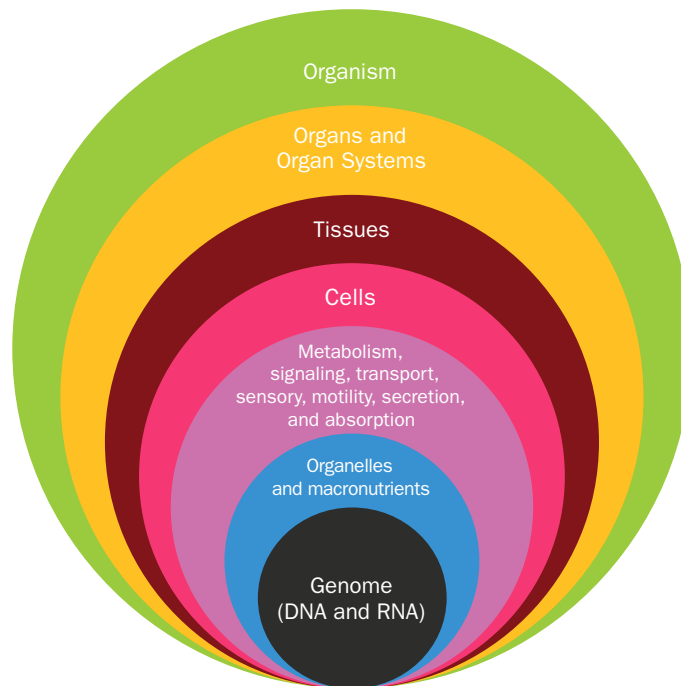 Organism
Organs and
Organ Systems
Tissues
Cells
Metabolism,
signaling, transport,
sensory, motility, secretion,
and absorption
Organelles
and macronutrients
Genome
(DNA and RNA)